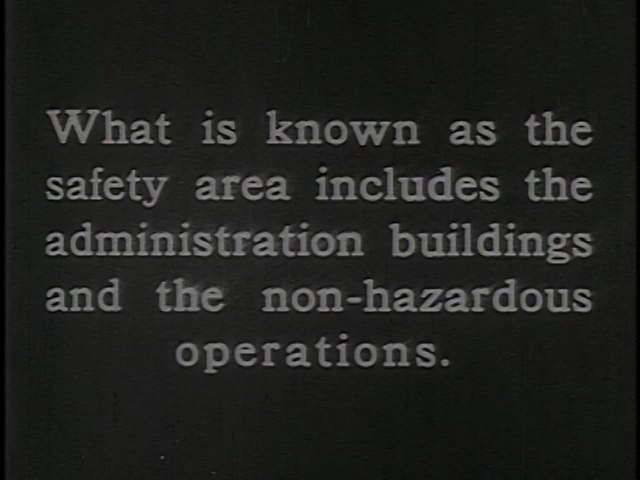 What is known as the
safety area includes the
administration buildings
and the non-hazardous
operations.